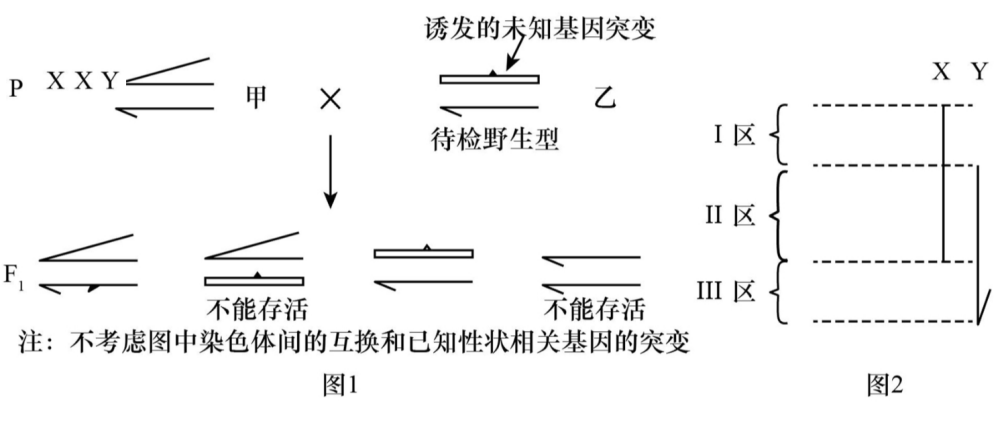 诱发的未知基因突变
P X X Y 甲 × 乙
待检野生型
F₁
不能存活 不能存活
注：不考虑图中染色体间的互换和已知性状相关基因的突变
图1
X Y
I 区
II 区
III 区
图2